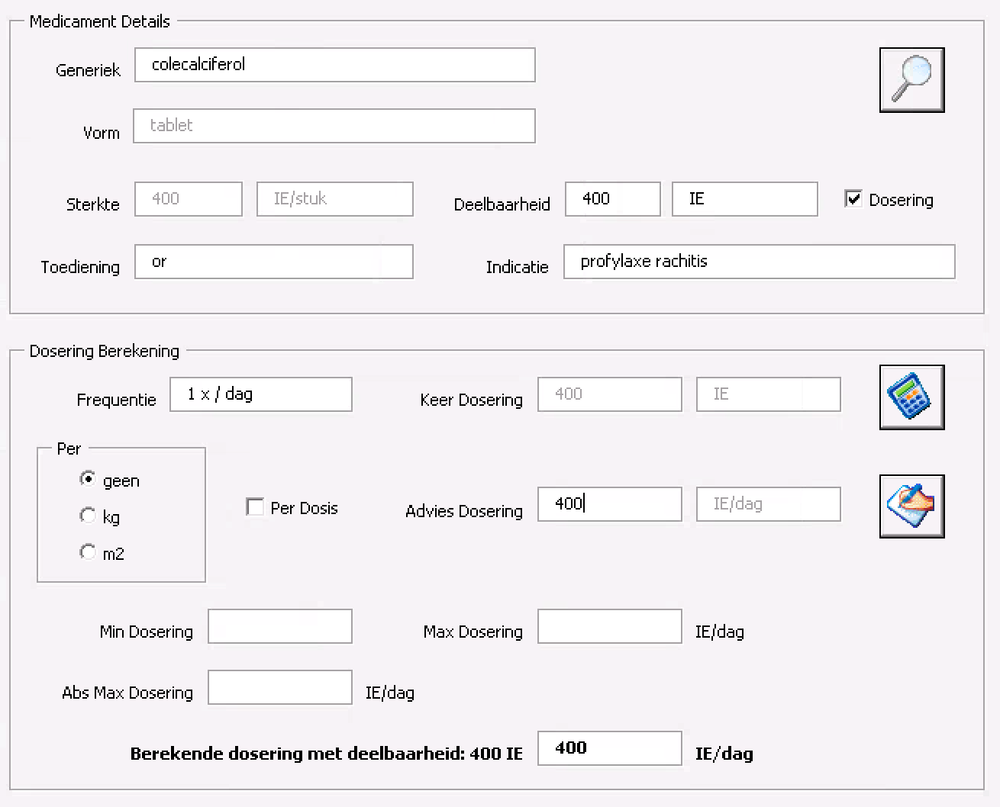 Medicament Details
Generiek colecalciferol
Vorm tablet
Sterkte 400 IE/stuk Deelbaarheid 400 IE Dosering
Toediening or Indicatie profylaxe rachitis
Dosering Berekening
Frequentie 1 x / dag Keer Dosering 400 IE
Per
geen
kg
m2
Per Dosis Advies Dosering 400 IE/dag
Min Dosering Max Dosering IE/dag
Abs Max Dosering IE/dag
Berekende dosering met deelbaarheid: 400 IE 400 IE/dag